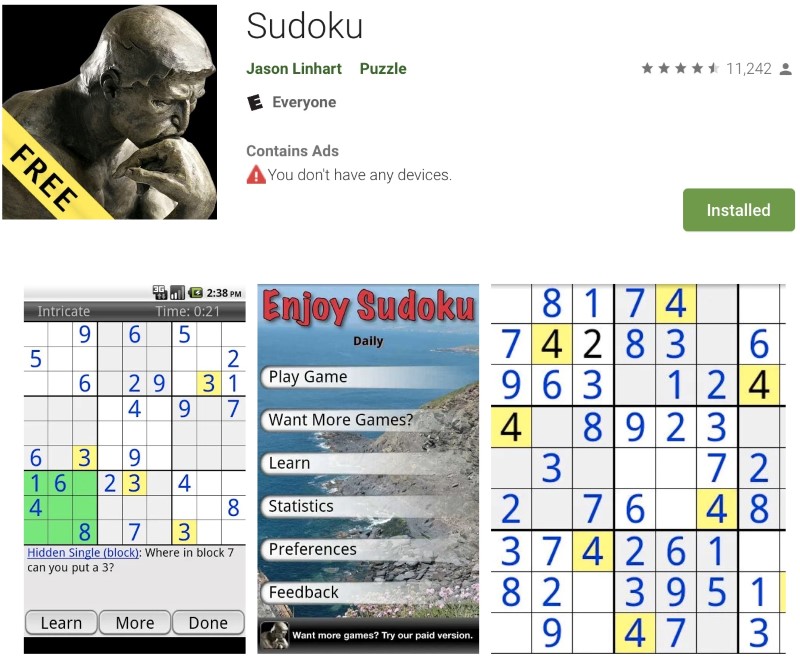 Sudoku
Jason Linhart Puzzle
11,242
E Everyone
Contains Ads
You don't have any devices.
FREE
Installed
3G 2:38 PM
Intricate Time: 0:21
9 6 5
5 2
6 2 9 3 1
4 9 7
6 3 9
1 6 2 3 4
4 8
8 7 3
Hidden Single (block): Where in block 7
can you put a 3?
Learn More Done
Enjoy Sudoku
Daily
Play Game
Want More Games?
Learn
Statistics
Preferences
Feedback
Want more games? Try our paid version.
8 1 7 4
7 4 2 8 3 6
9 6 3 1 2 4
4 8 9 2 3
3 7 2
2 7 6 4 8
3 7 4 2 6 1
8 2 3 9 5 1
9 4 7 3